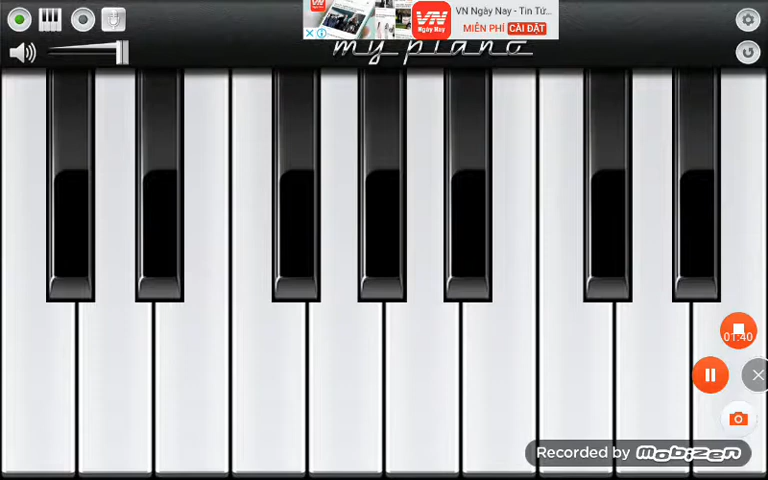 VN Ngày Nay - Tin Tứ...
VN
Ngày Nay
MIỄN PHÍ CÀI ĐẶT
my piano
01:40
Recorded by mobizen